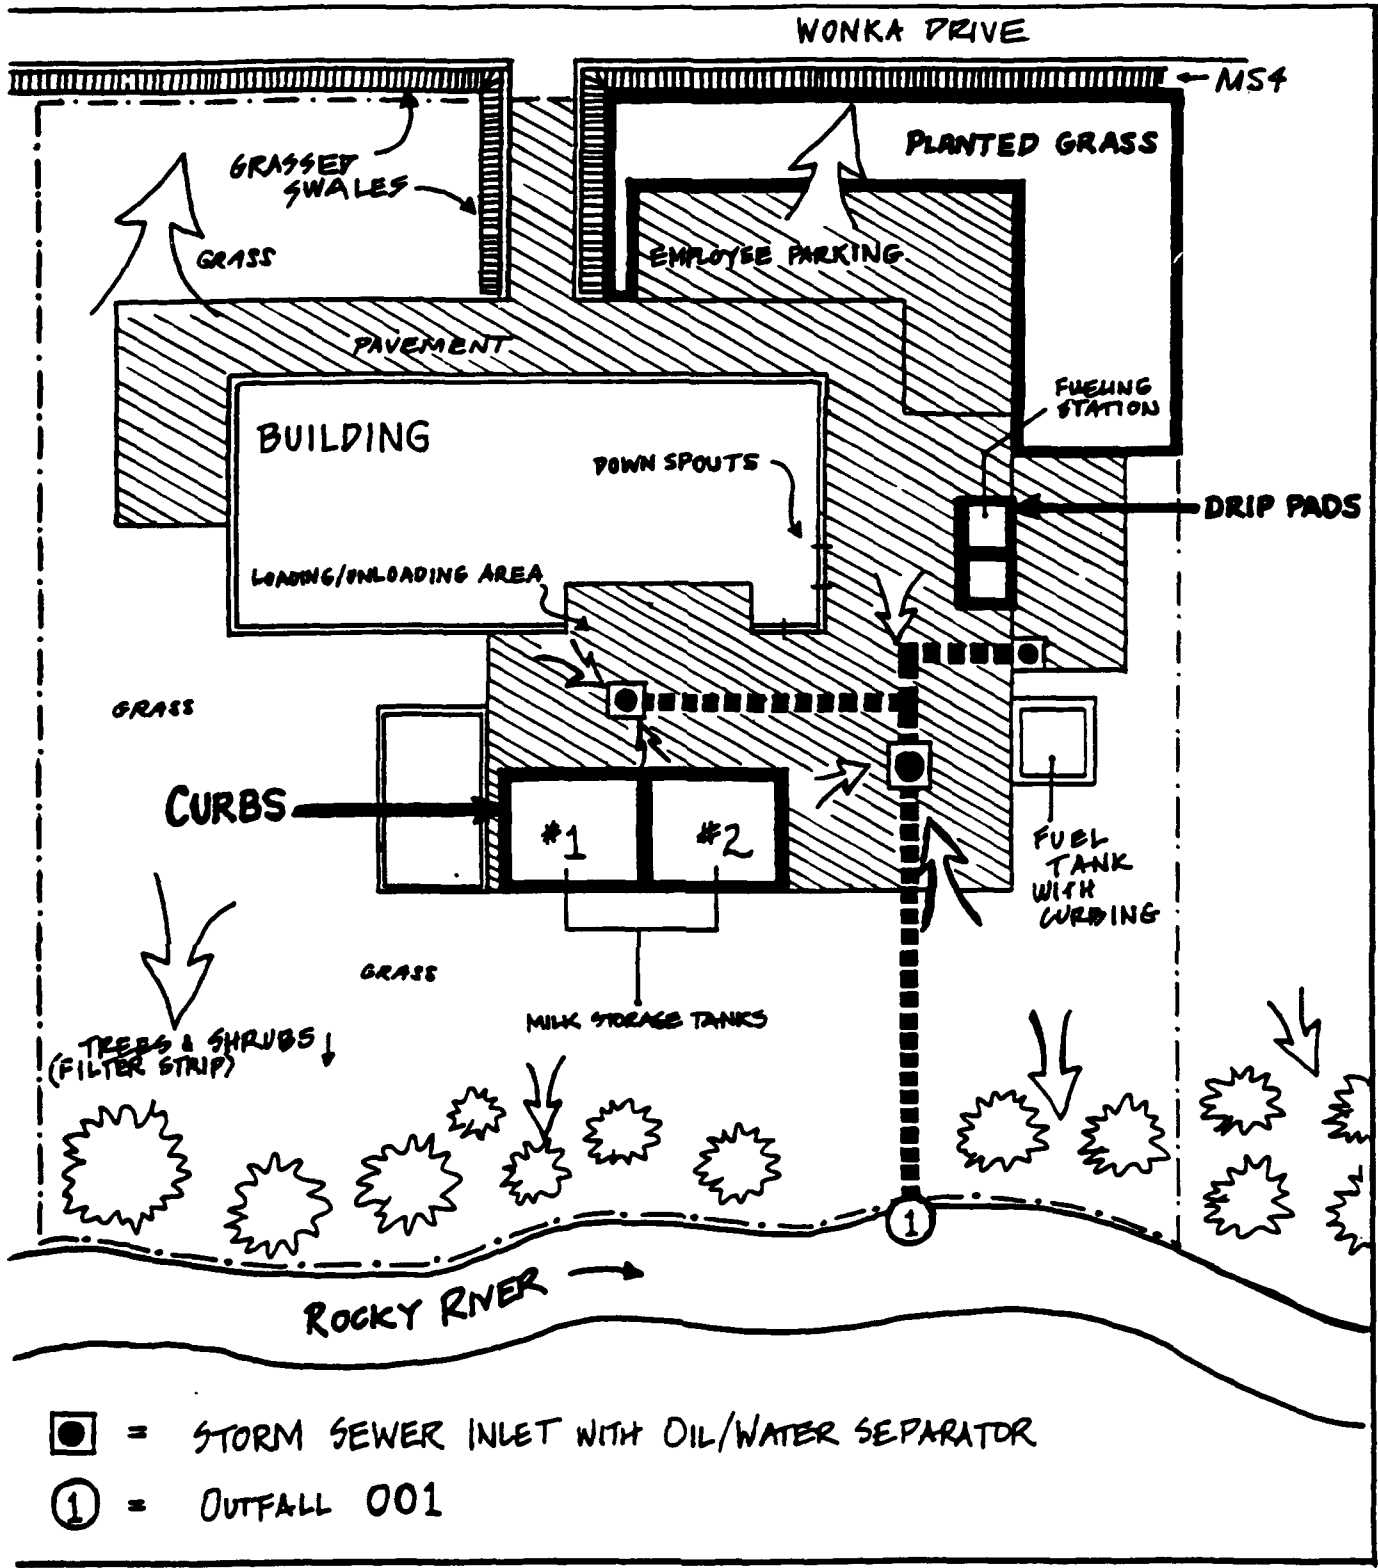 WONKA DRIVE
MS4
PLANTED GRASS
GRASSED
SWALES
GRASS
EMPLOYEE PARKING
PAVEMENT
FUELING
STATION
BUILDING
DOWN SPOUTS
DRIP PADS
LOADING/UNLOADING AREA
GRASS
CURBS
#1
#2
FUEL
TANK
WITH
CURBING
GRASS
MILK STORAGE TANKS
TREES & SHRUBS
(FILTER STRIP)
1
ROCKY RIVER
= STORM SEWER INLET WITH OIL/WATER SEPARATOR
1 = OUTFALL 001